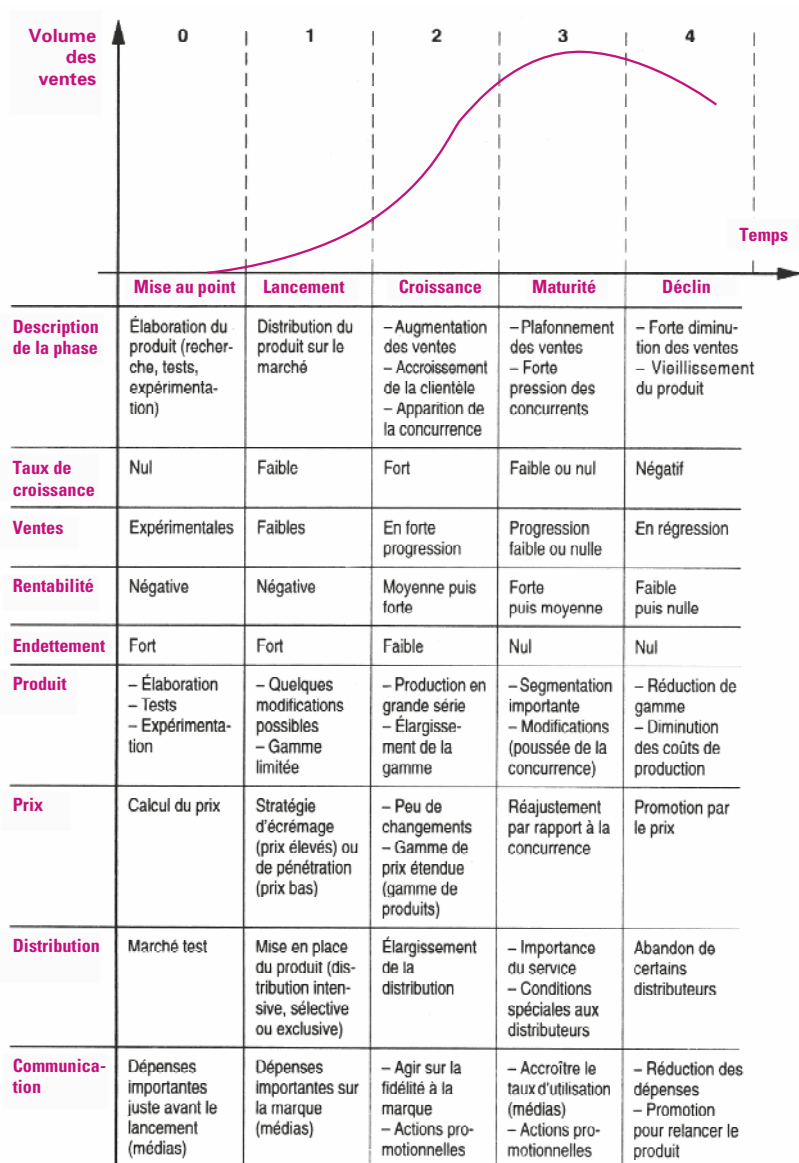 Volume
des
ventes
0 1 2 3 4
Temps
Mise au point Lancement Croissance Maturité Déclin
Description
de la phase
Élaboration du
produit (recher-
che, tests,
expérimenta-
tion)
Distribution du
produit sur le
marché
– Augmentation
des ventes
– Accroissement
de la clientèle
– Apparition de
la concurrence
– Plafonnement
des ventes
– Forte
pression des
concurrents
– Forte diminu-
tion des ventes
– Vieillissement
du produit
Taux de
croissance
Nul
Faible
Fort
Faible ou nul
Négatif
Ventes
Expérimentales
Faibles
En forte
progression
Progression
faible ou nulle
En régression
Rentabilité
Négative
Négative
Moyenne puis
forte
Forte
puis moyenne
Faible
puis nulle
Endettement
Fort
Fort
Faible
Nul
Nul
Produit
– Élaboration
– Tests
– Expérimenta-
tion
– Quelques
modifications
possibles
– Gamme
limitée
– Production en
grande série
– Élargisse-
ment de la
gamme
– Segmentation
importante
– Modifications
(poussée de la
concurrence)
– Réduction de
gamme
– Diminution
des coûts de
production
Prix
Calcul du prix
Stratégie
d'écrémage
(prix élevés) ou
de pénétration
(prix bas)
– Peu de
changements
– Gamme de
prix étendue
(gamme de
produits)
Réajustement
par rapport à la
concurrence
Promotion par
le prix
Distribution
Marché test
Mise en place
du produit (dis-
tribution inten-
sive, sélective
ou exclusive)
Élargissement
de la
distribution
– Importance
du service
– Conditions
spéciales aux
distributeurs
Abandon de
certains
distributeurs
Communica-
tion
Dépenses
importantes
juste avant le
lancement
(médias)
Dépenses
importantes sur
la marque
(médias)
– Agir sur la
fidélité à la
marque
– Actions pro-
motionnelles
– Accroître le
taux d'utilisation
(médias)
– Actions pro-
motionnelles
– Réduction des
dépenses
– Promotion
pour relancer le
produit